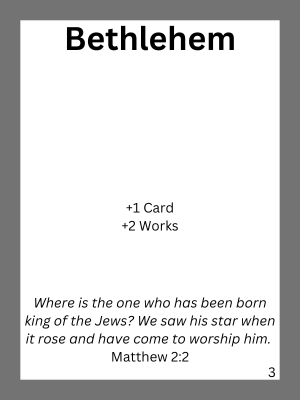 Bethlehem
+1 Card
+2 Works
Where is the one who has been born
king of the Jews? We saw his star when
it rose and have come to worship him.
Matthew 2:2
3